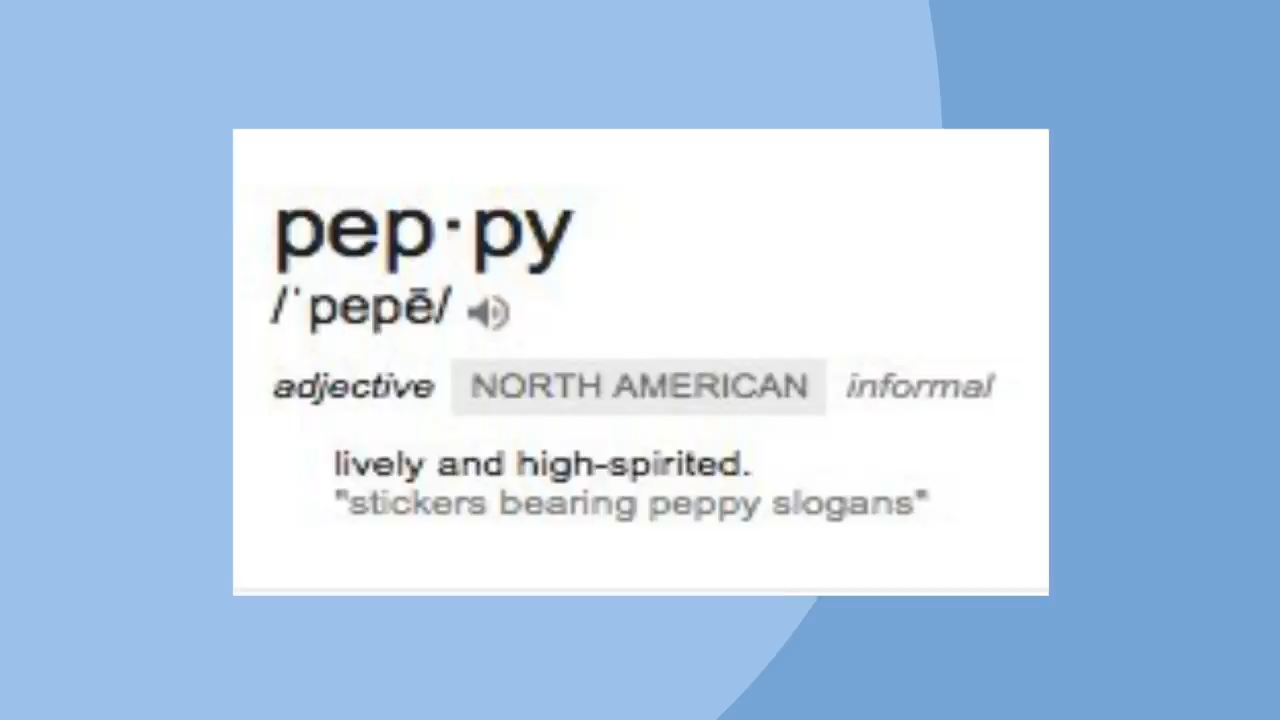 pep·py
/ˈpepē/
adjective NORTH AMERICAN informal
lively and high-spirited.
"stickers bearing peppy slogans"